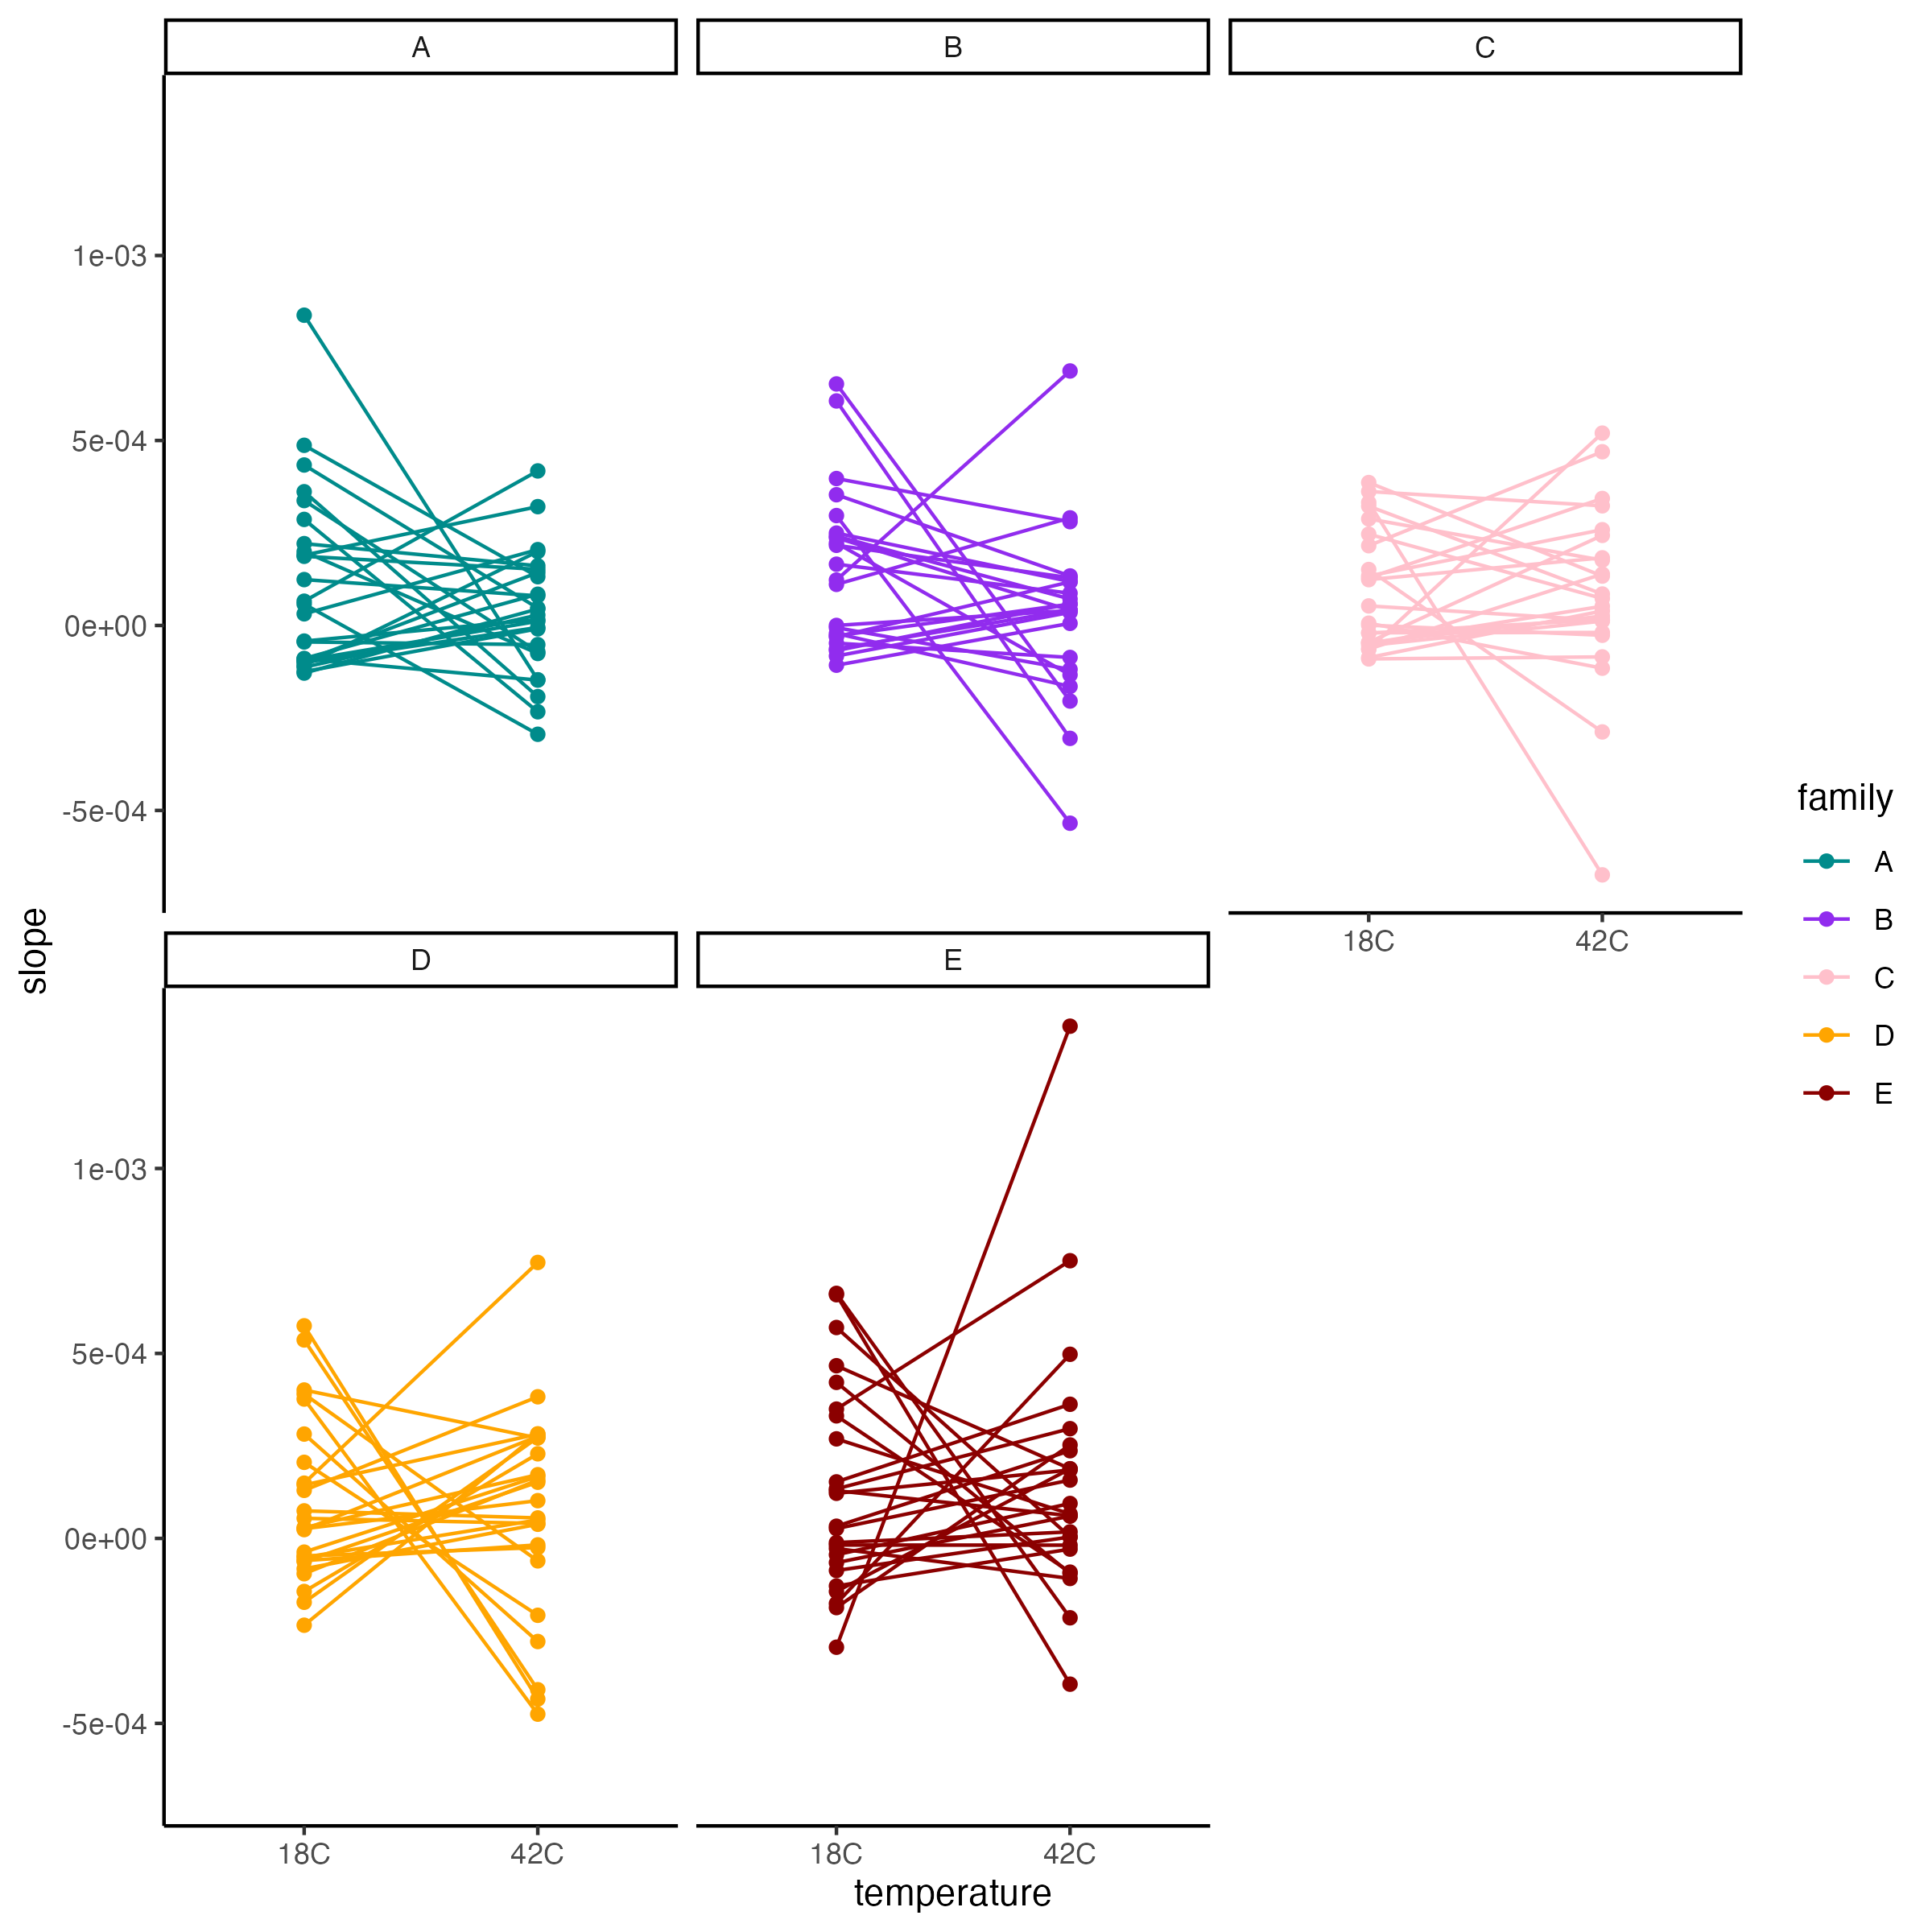 A
B
C
1e-03
5e-04
0e+00
-5e-04
18C 42C
slope
family
A
B
C
D
E
D
E
1e-03
5e-04
0e+00
-5e-04
18C 42C
18C 42C
temperature